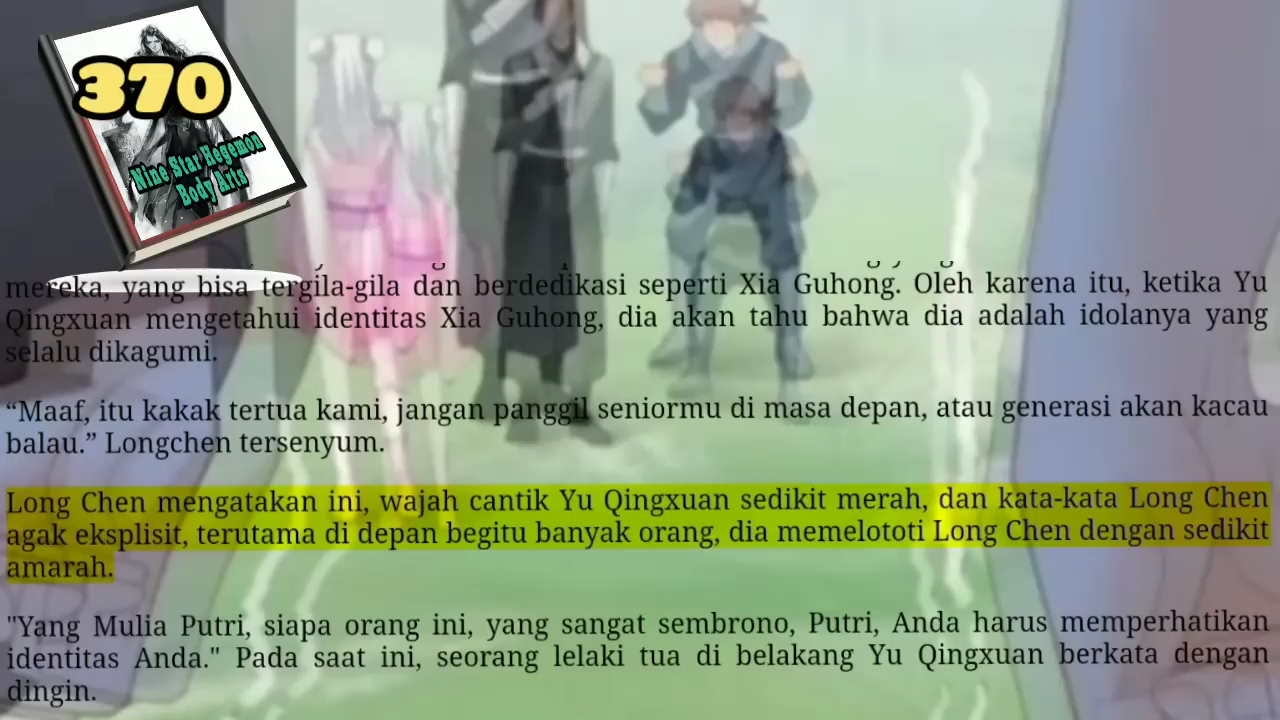 370
Nine Star Hegemon
Body Arts
mereka, yang bisa tergila-gila dan berdedikasi seperti Xia Guhong. Oleh karena itu, ketika Yu
Qingxuan mengetahui identitas Xia Guhong, dia akan tahu bahwa dia adalah idolanya yang
selalu dikagumi.
“Maaf, itu kakak tertua kami, jangan panggil seniormu di masa depan, atau generasi akan kacau
balau.” Longchen tersenyum.
Long Chen mengatakan ini, wajah cantik Yu Qingxuan sedikit merah, dan kata-kata Long Chen
agak eksplisit, terutama di depan begitu banyak orang, dia memelototi Long Chen dengan sedikit
amarah.
"Yang Mulia Putri, siapa orang ini, yang sangat sembrono, Putri, Anda harus memperhatikan
identitas Anda." Pada saat ini, seorang lelaki tua di belakang Yu Qingxuan berkata dengan
dingin.